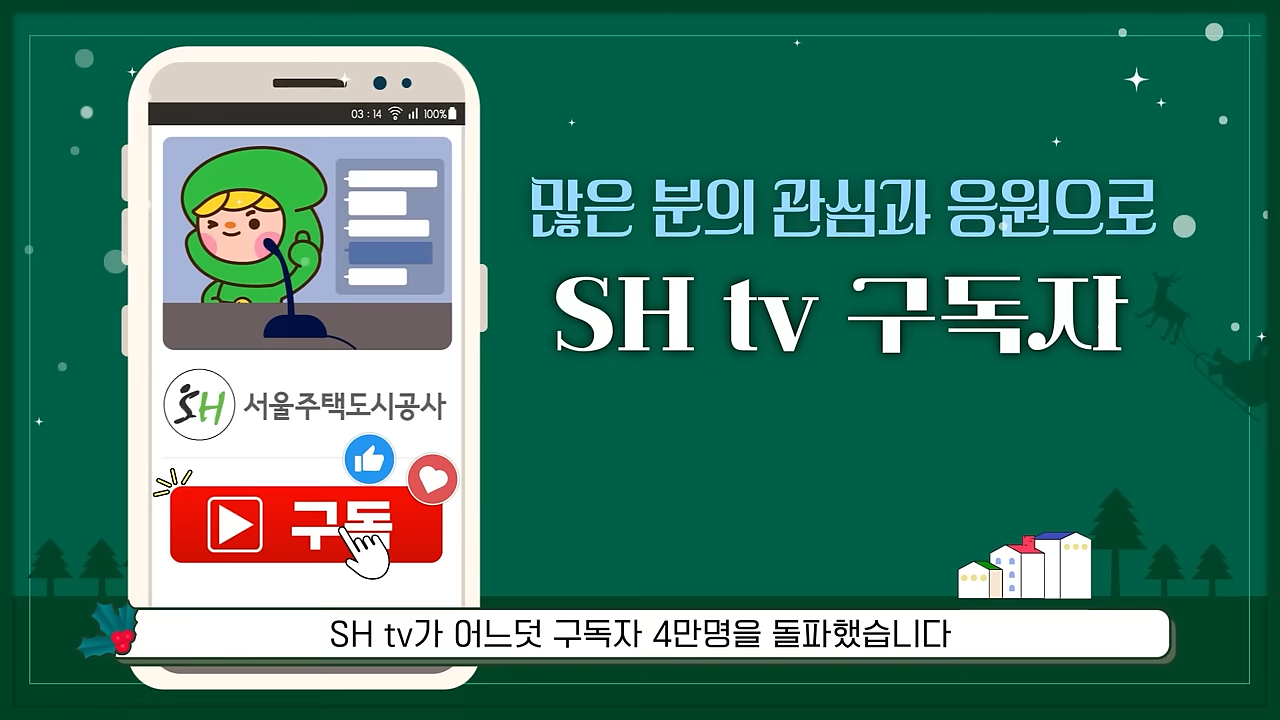 03 : 14 100%
많은 분의 관심과 응원으로
SH tv 구독자
SH 서울주택도시공사
구독
SH tv가 어느덧 구독자 4만명을 돌파했습니다